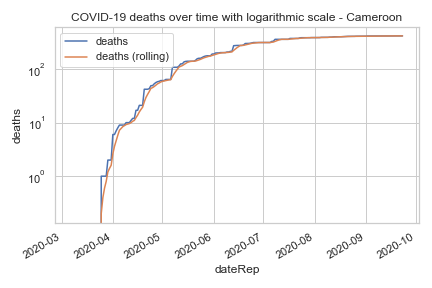 COVID-19 deaths over time with logarithmic scale - Cameroon
deaths
deaths (rolling)
10²
10¹
10⁰
deaths
2020-03
2020-04
2020-05
2020-06
2020-07
2020-08
2020-09
2020-10
dateRep